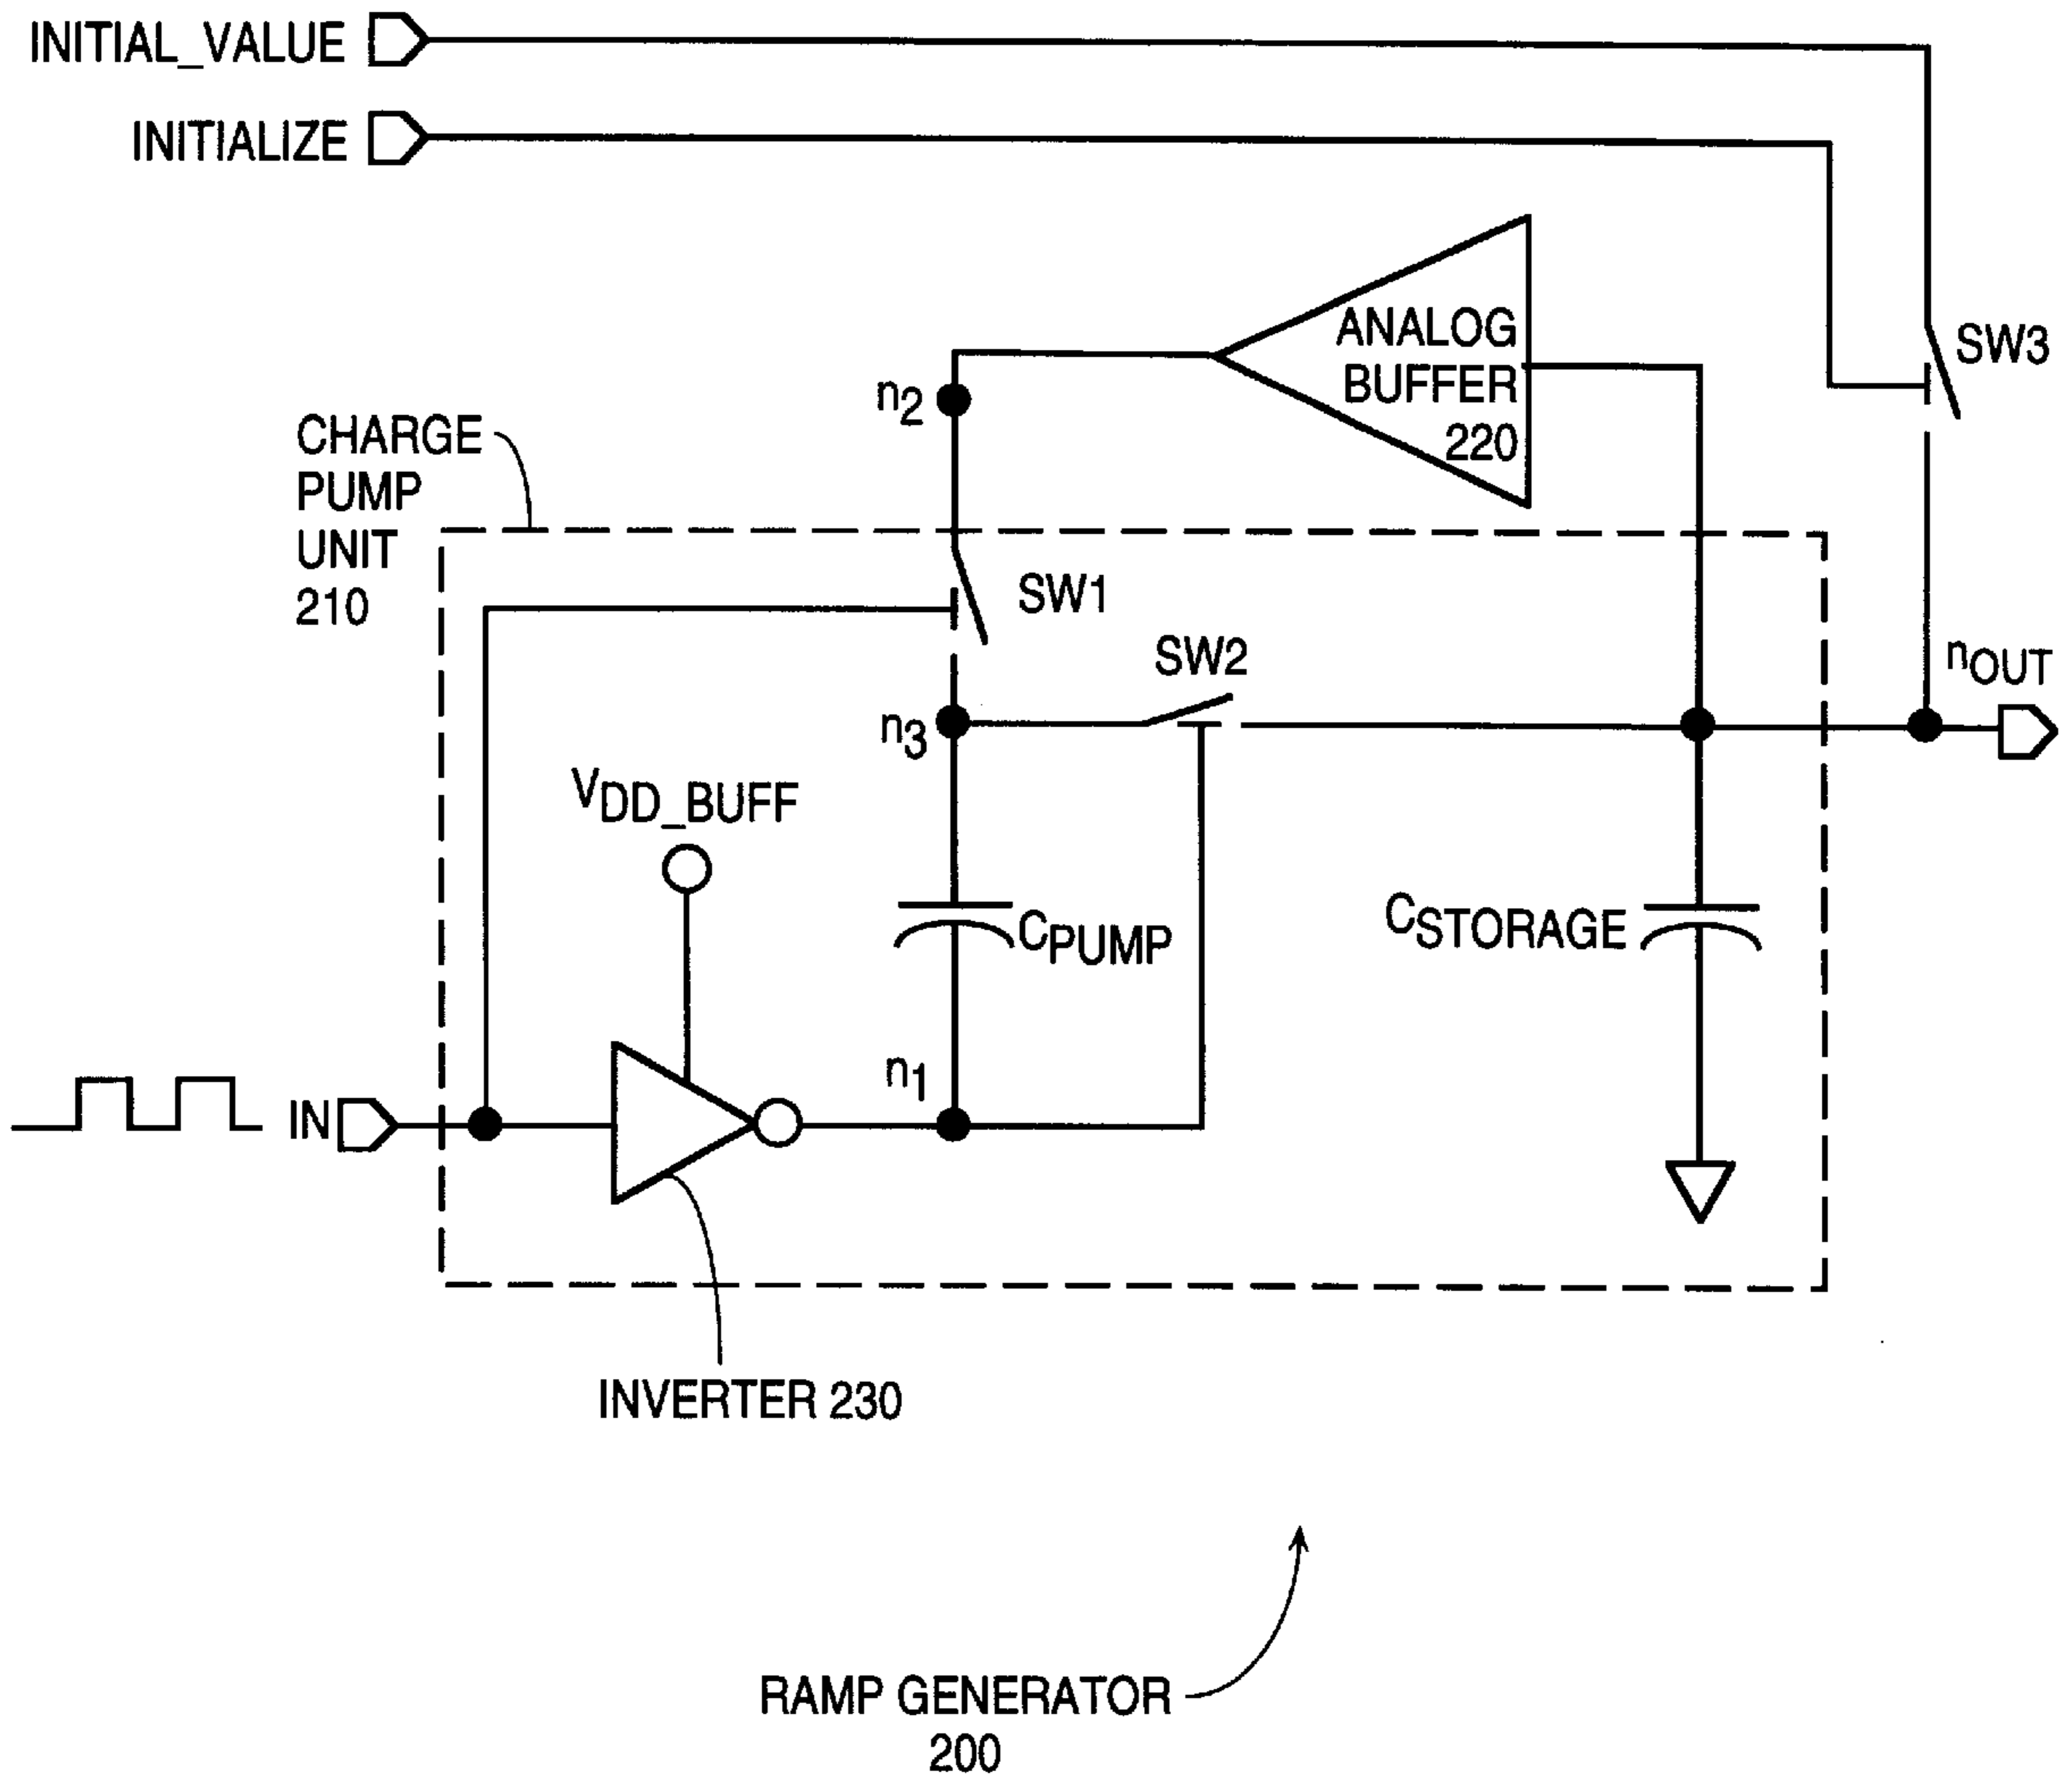 INITIAL_VALUE
INITIALIZE
ANALOG
BUFFER
220
SW3
n2
CHARGE
PUMP
UNIT
210
SW1
SW2
nOUT
n3
VDD_BUFF
CPUMP
CSTORAGE
n1
IN
INVERTER 230
RAMP GENERATOR
200